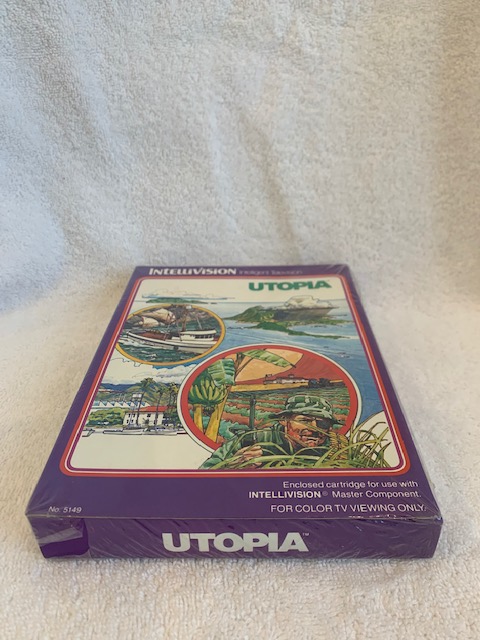 INTELLIVISION Intelligent Television
UTOPIA
Enclosed cartridge for use with
INTELLIVISION® Master Component.
FOR COLOR TV VIEWING ONLY.
No. 5149
UTOPIA™